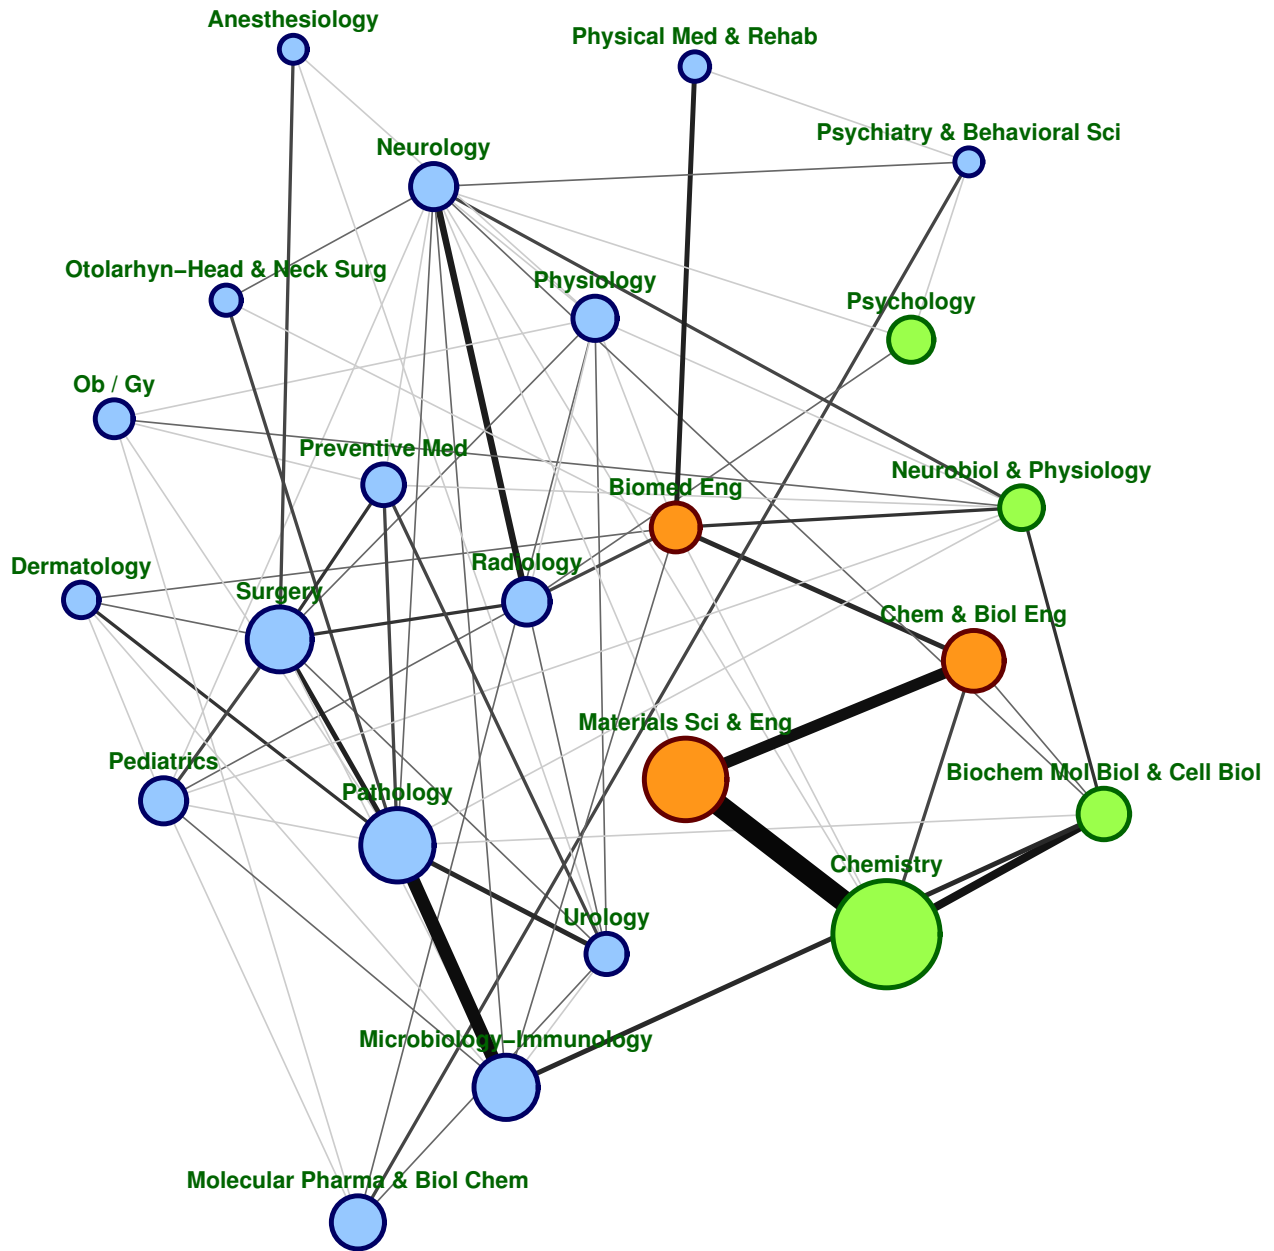 Anesthesiology
Physical Med & Rehab
Psychiatry & Behavioral Sci
Neurology
Otolarhyn−Head & Neck Surg
Physiology
Psychology
Ob / Gy
Preventive Med
Neurobiol & Physiology
Biomed Eng
Radiology
Dermatology
Surgery
Chem & Biol Eng
Materials Sci & Eng
Pediatrics
Biochem Mol Biol & Cell Biol
Pathology
Chemistry
Urology
Microbiology−Immunology
Molecular Pharma & Biol Chem